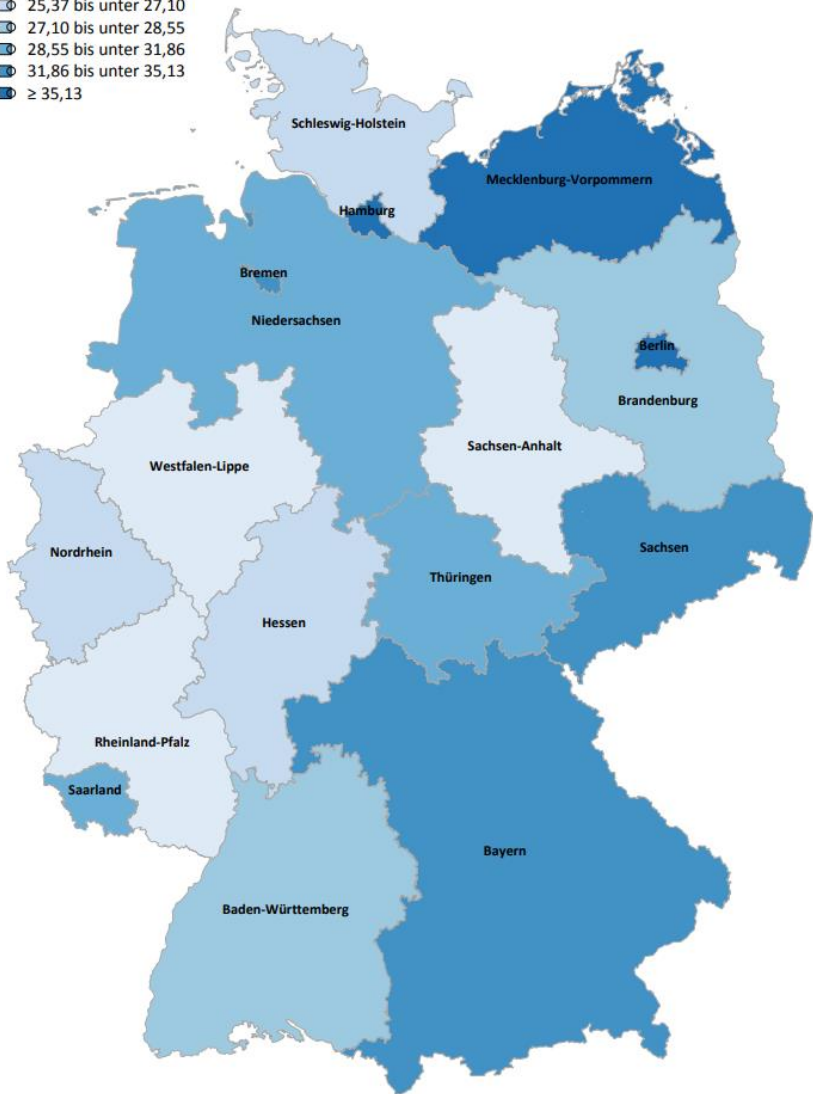 25,37 bis unter 27,10
27,10 bis unter 28,55
28,55 bis unter 31,86
31,86 bis unter 35,13
≥ 35,13
Schleswig-Holstein
Mecklenburg-Vorpommern
Hamburg
Bremen
Niedersachsen
Berlin
Brandenburg
Sachsen-Anhalt
Westfalen-Lippe
Nordrhein
Sachsen
Thüringen
Hessen
Rheinland-Pfalz
Saarland
Bayern
Baden-Württemberg